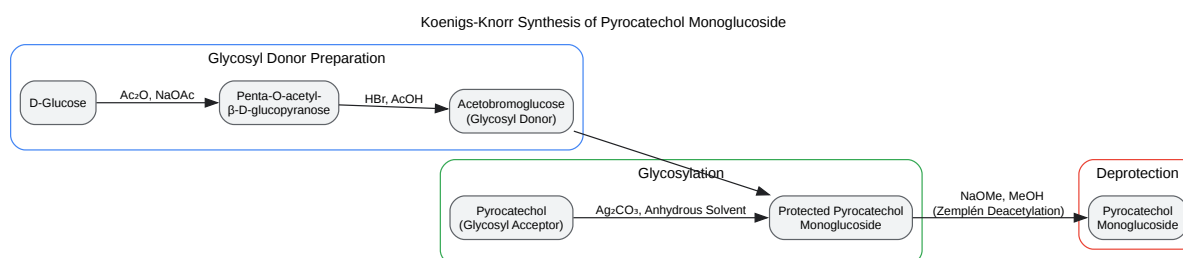 Koenigs-Knorr Synthesis of Pyrocatechol Monoglucoside
Glycosyl Donor Preparation
D-Glucose
Ac₂O, NaOAc
Penta-O-acetyl-
β-D-glucopyranose
HBr, AcOH
Acetobromoglucose
(Glycosyl Donor)
Glycosylation
Pyrocatechol
(Glycosyl Acceptor)
Ag₂CO₃, Anhydrous Solvent
Protected Pyrocatechol
Monoglucoside
NaOMe, MeOH
(Zemplén Deacetylation)
Deprotection
Pyrocatechol
Monoglucoside